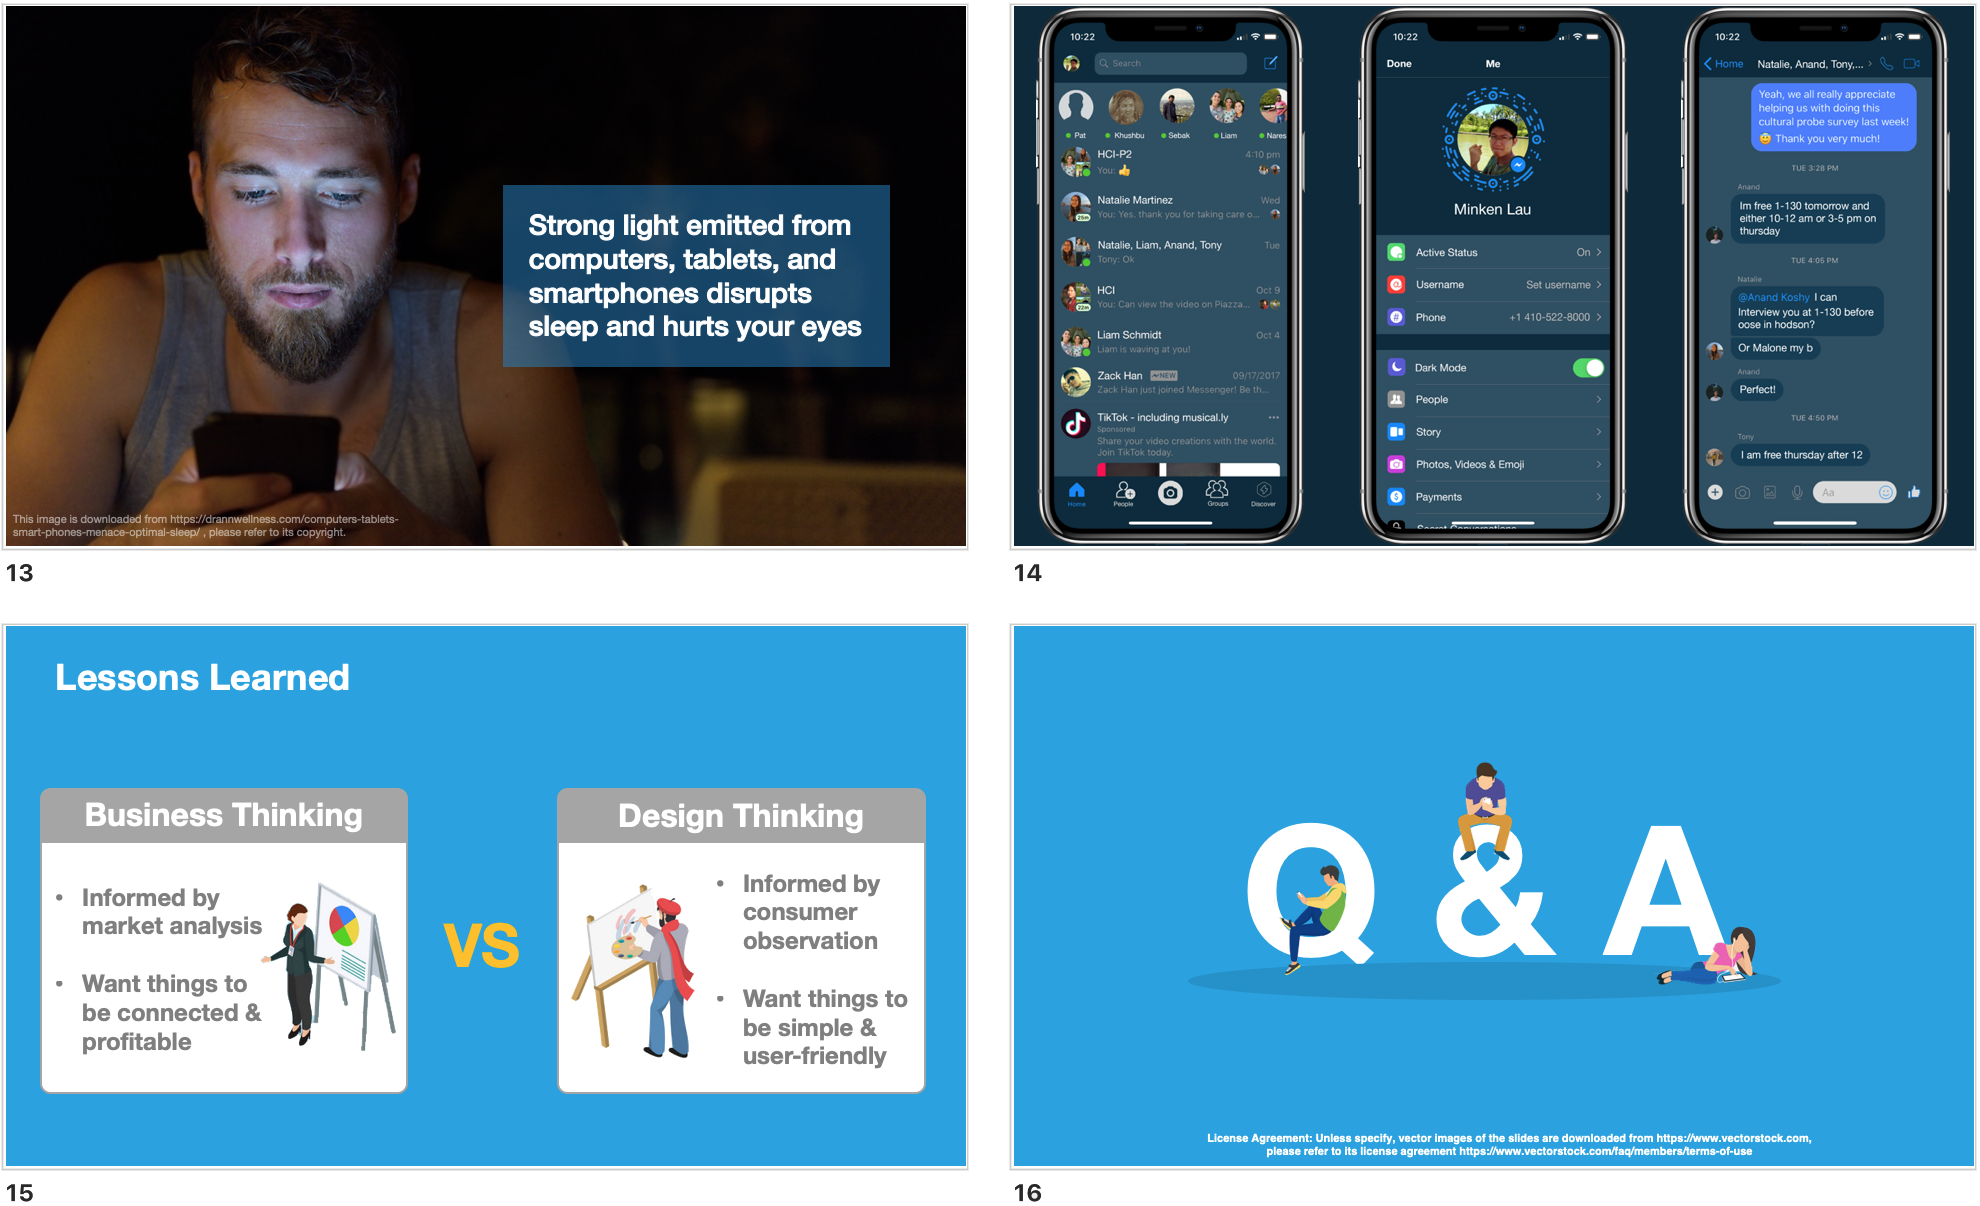 Strong light emitted from
computers, tablets, and
smartphones disrupts
sleep and hurts your eyes
This image is downloaded from https://drannwellness.com/computers-tablets-
smart-phones-menace-optimal-sleep/ , please refer to its copyright.
13
10:22
Search
Pat
Khushbu
Sebak
Liam
Nares
HCI-P2
4:10 pm
You: 👍
Natalie Martinez
Wed
25m
You: Yes. thank you for taking care o...
Natalie, Liam, Anand, Tony
Tue
Tony: Ok
HCI
Oct 9
22m
You: Can view the video on Piazza...
Liam Schmidt
Oct 4
Liam is waving at you!
Zack Han NEW
09/17/2017
Zack Han just joined Messenger! Be th...
TikTok - including musical.ly
Sponsored
Share your video creations with the world.
Join TikTok today.
Home
People
Groups
Discover
10:22
Done
Me
Minken Lau
Active Status
On
Username
Set username
Phone
+1 410-522-8000
Dark Mode
People
Story
Photos, Videos & Emoji
Payments
Secret Conversations
10:22
Home
Natalie, Anand, Tony,...
Yeah, we all really appreciate
helping us with doing this
cultural probe survey last week!
😇 Thank you very much!
TUE 3:28 PM
Anand
Im free 1-130 tomorrow and
either 10-12 am or 3-5 pm on
thursday
TUE 4:05 PM
Natalie
@Anand Koshy I can
Interview you at 1-130 before
oose in hodson?
Or Malone my b
Anand
Perfect!
TUE 4:50 PM
Tony
I am free thursday after 12
Aa
14
Lessons Learned
Business Thinking
• Informed by
market analysis
• Want things to
be connected &
profitable
VS
Design Thinking
• Informed by
consumer
observation
• Want things to
be simple &
user-friendly
15
Q & A
License Agreement: Unless specify, vector images of the slides are downloaded from https://www.vectorstock.com,
please refer to its license agreement https://www.vectorstock.com/faq/members/terms-of-use
16